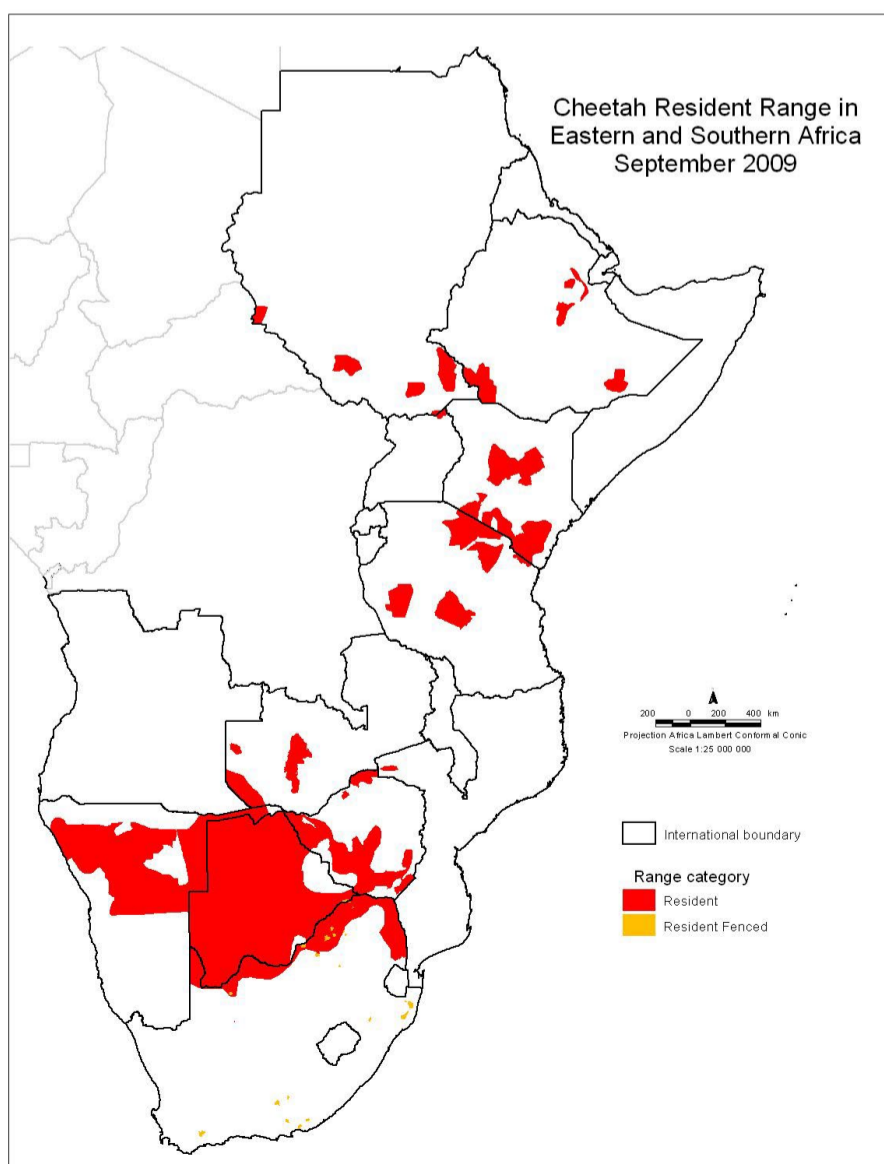 Cheetah Resident Range in
Eastern and Southern Africa
September 2009
200 0 200 400 km
Projection Africa Lambert Conformal Conic
Scale 1:25 000 000
International boundary
Range category
Resident
Resident Fenced